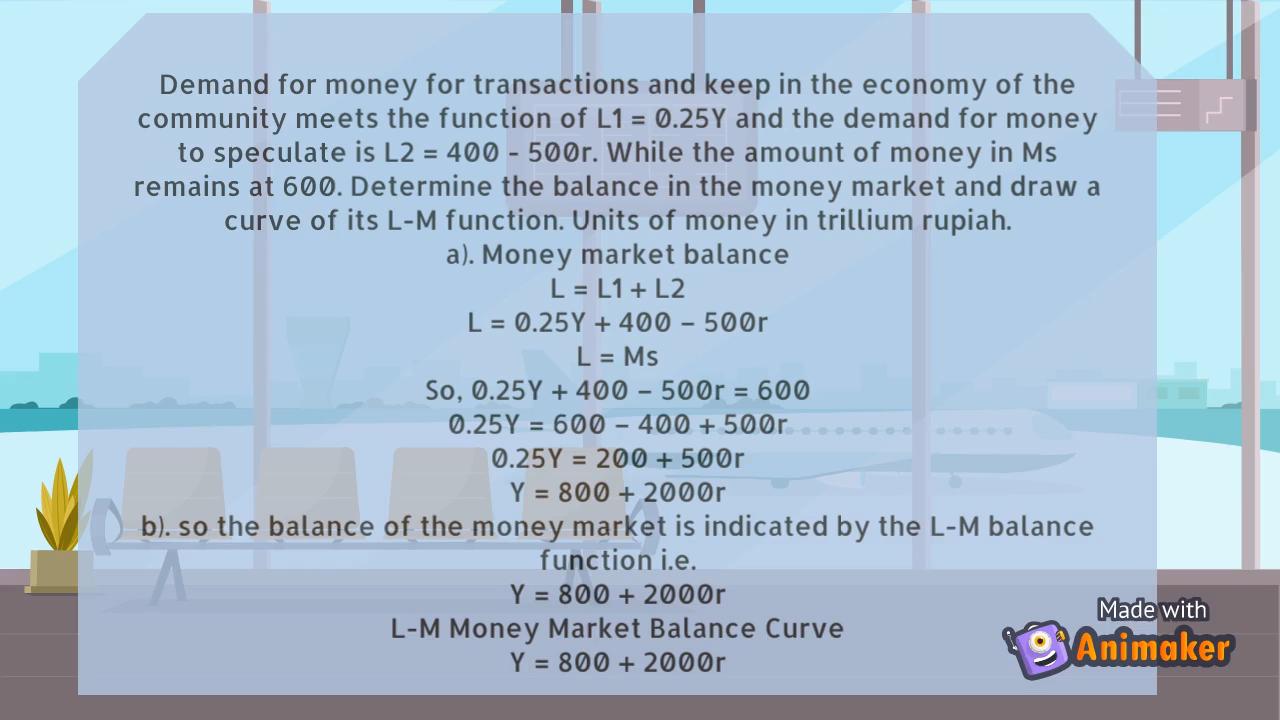 Demand for money for transactions and keep in the economy of the
community meets the function of L1 = 0.25Y and the demand for money
to speculate is L2 = 400 - 500r. While the amount of money in Ms
remains at 600. Determine the balance in the money market and draw a
curve of its L-M function. Units of money in trillium rupiah.
a). Money market balance
L = L1 + L2
L = 0.25Y + 400 – 500r
L = Ms
So, 0.25Y + 400 – 500r = 600
0.25Y = 600 – 400 + 500r
0.25Y = 200 + 500r
Y = 800 + 2000r
b). so the balance of the money market is indicated by the L-M balance
function i.e.
Y = 800 + 2000r
L-M Money Market Balance Curve
Y = 800 + 2000r
Made with
Animaker